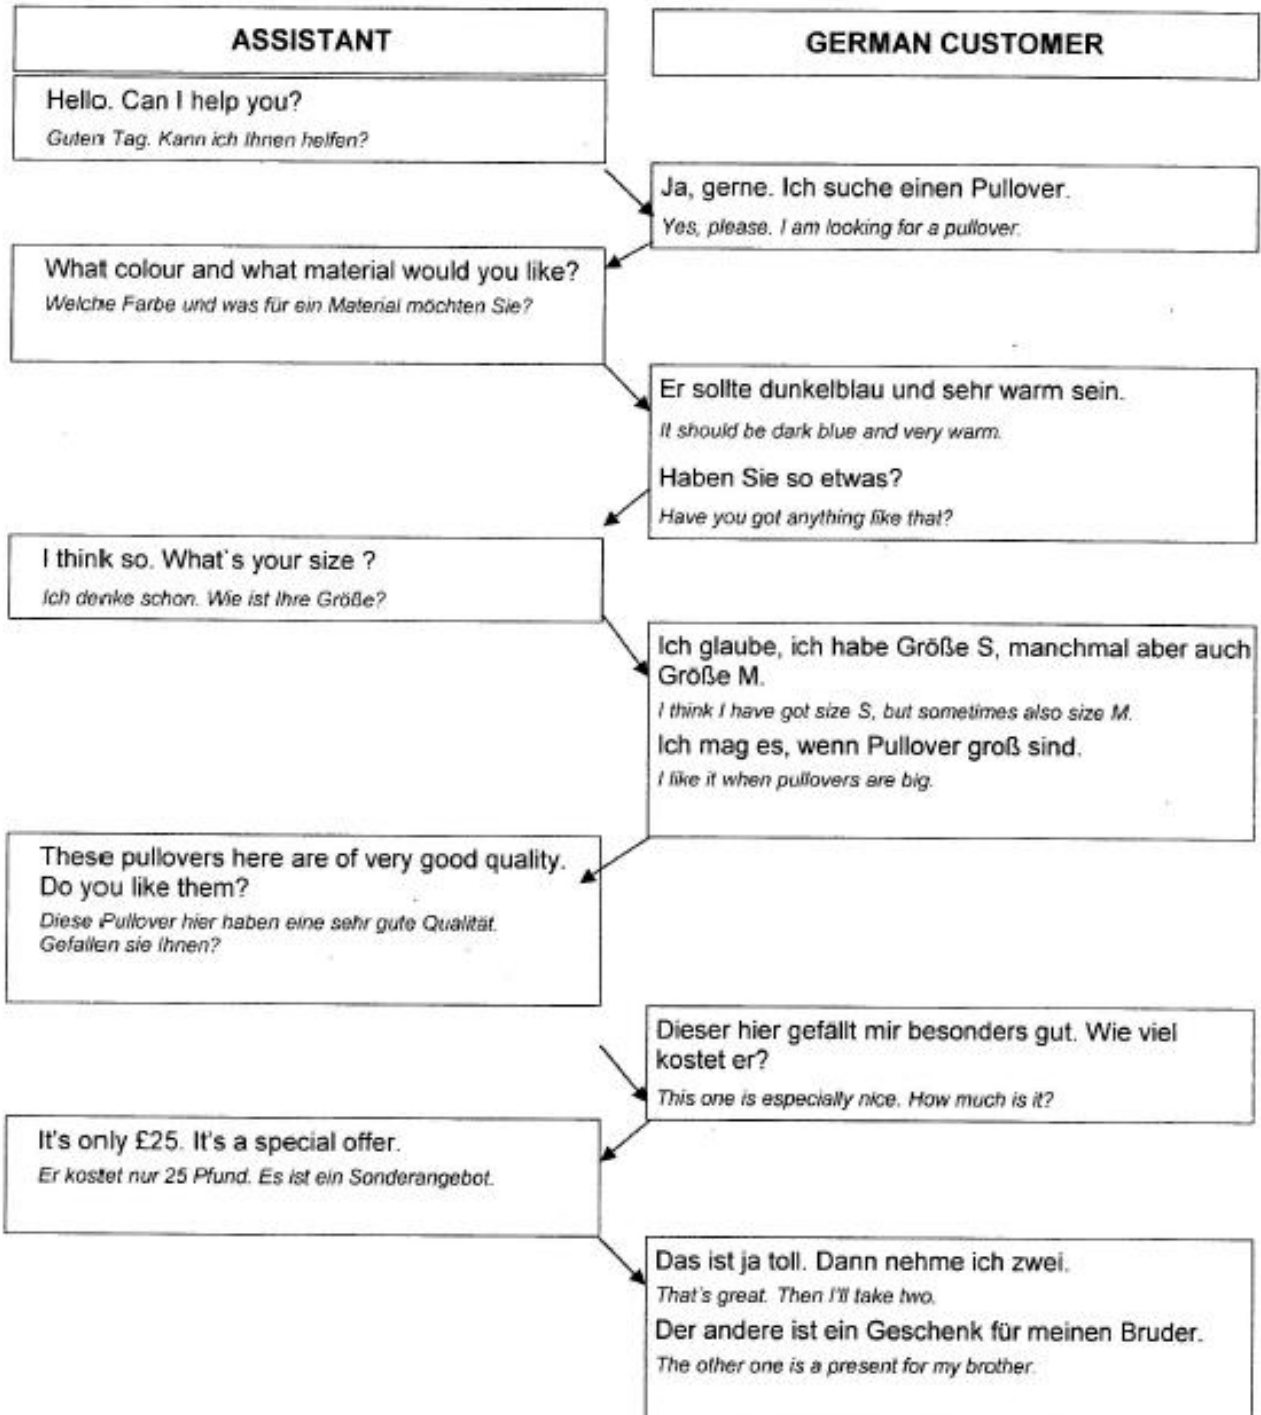 ASSISTANT
GERMAN CUSTOMER
Hello. Can I help you?
Guten Tag. Kann ich Ihnen helfen?
Ja, gerne. Ich suche einen Pullover.
Yes, please. I am looking for a pullover.
What colour and what material would you like?
Welche Farbe und was für ein Material möchten Sie?
Er sollte dunkelblau und sehr warm sein.
It should be dark blue and very warm.
Haben Sie so etwas?
Have you got anything like that?
I think so. What`s your size ?
Ich denke schon. Wie ist Ihre Größe?
Ich glaube, ich habe Größe S, manchmal aber auch
Größe M.
I think I have got size S, but sometimes also size M.
Ich mag es, wenn Pullover groß sind.
I like it when pullovers are big.
These pullovers here are of very good quality.
Do you like them?
Diese Pullover hier haben eine sehr gute Qualität.
Gefallen sie Ihnen?
Dieser hier gefällt mir besonders gut. Wie viel
kostet er?
This one is especially nice. How much is it?
It's only £25. It's a special offer.
Er kostet nur 25 Pfund. Es ist ein Sonderangebot.
Das ist ja toll. Dann nehme ich zwei.
That's great. Then I'll take two.
Der andere ist ein Geschenk für meinen Bruder.
The other one is a present for my brother.